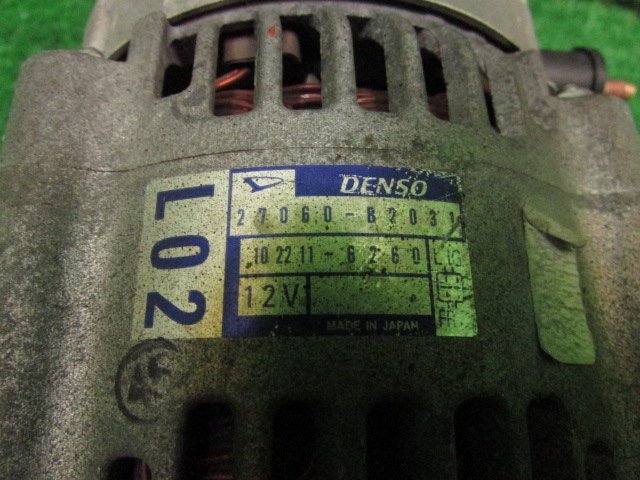 L02
DENSO
27060-B2031
102211-6260
12V
MADE IN JAPAN